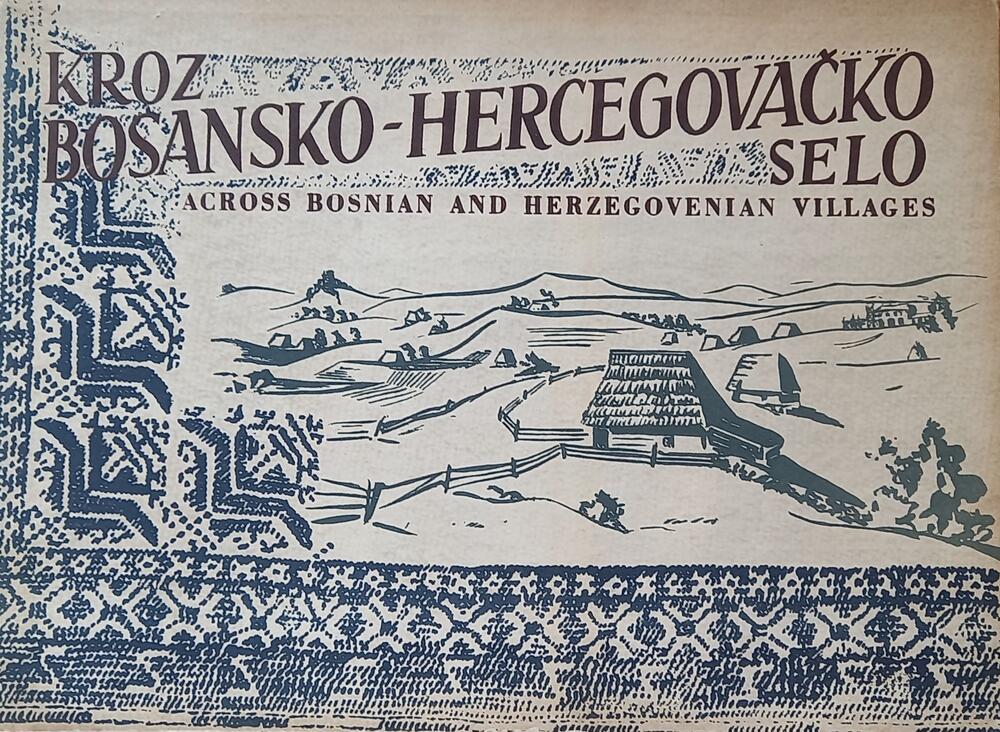 KROZ
BOSANSKO-HERCEGOVAČKO
SELO
ACROSS BOSNIAN AND HERZEGOVENIAN VILLAGES